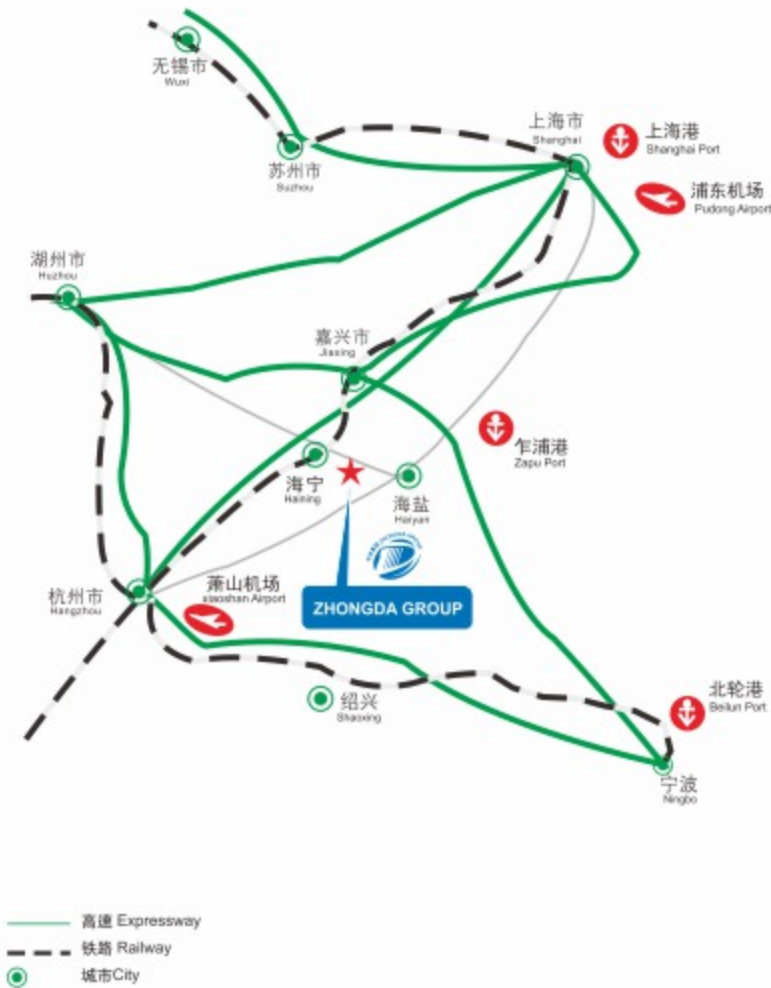 无锡市
Wuxi
上海市
Shanghai
上海港
Shanghai Port
苏州市
Suzhou
浦东机场
Pudong Airport
湖州市
Huzhou
嘉兴市
Jiaxing
乍浦港
Zapu Port
海宁
Haining
海盐
Haiyan
ZHONGDA GROUP
杭州市
Hangzhou
萧山机场
xiaoshan Airport
绍兴
Shaoxing
北轮港
Beilun Port
宁波
Ningbo
高速 Expressway
铁路 Railway
城市City